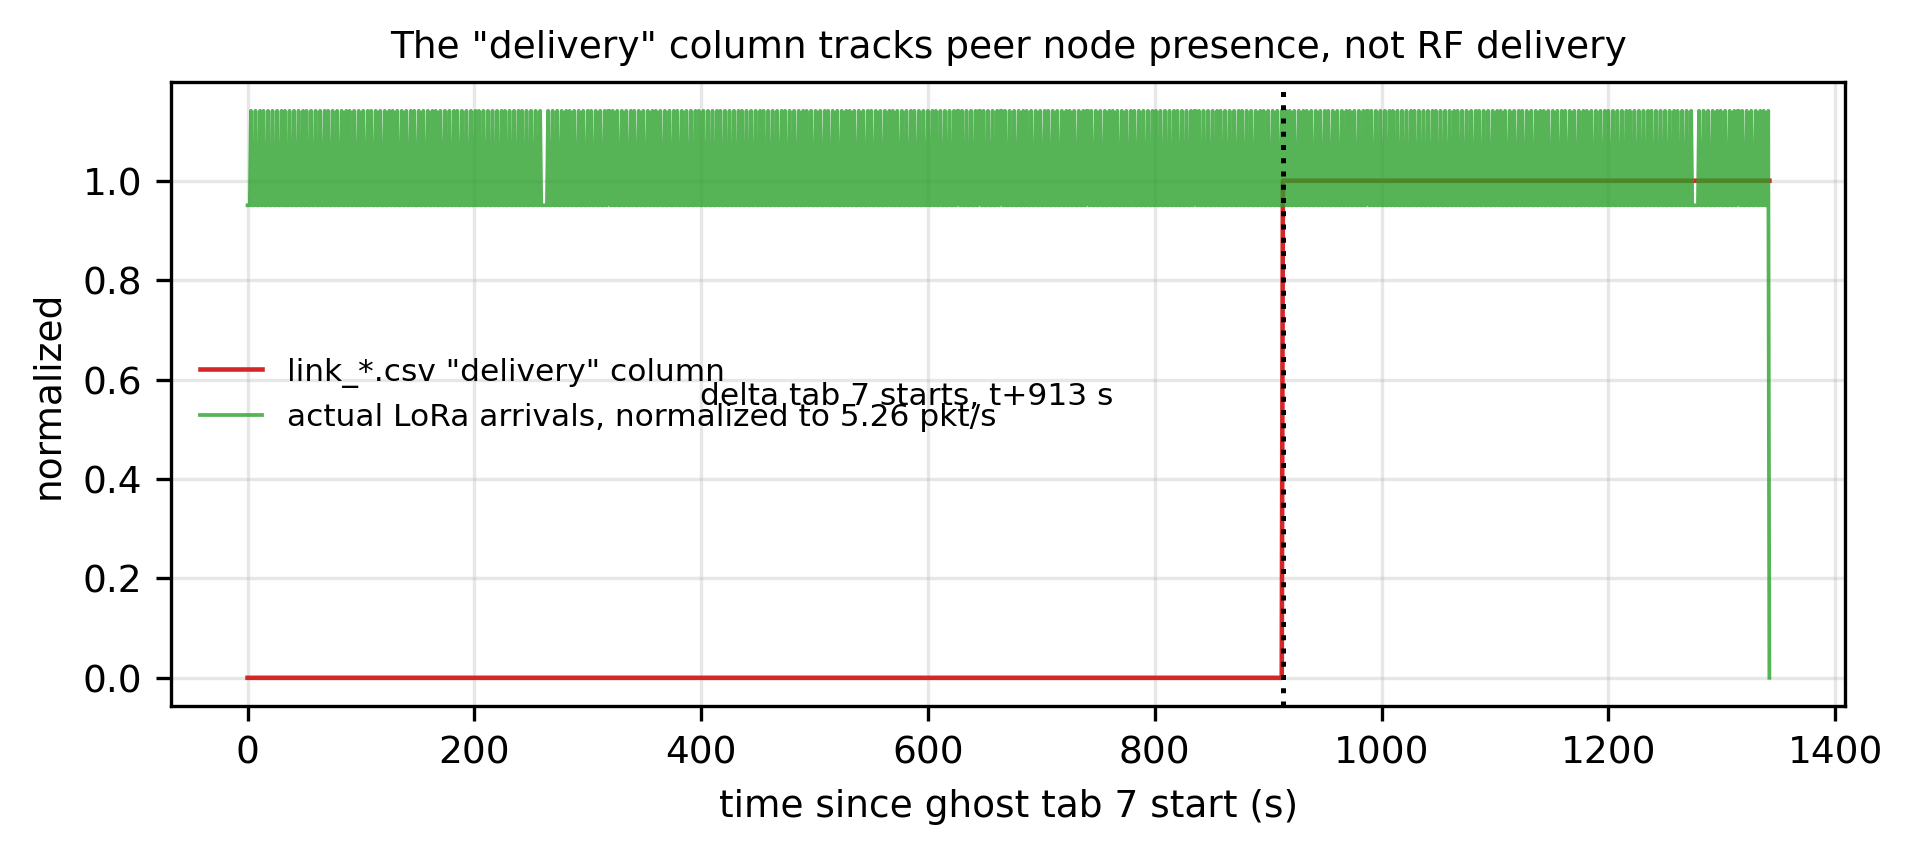 The "delivery" column tracks peer node presence, not RF delivery
normalized
1.0
0.8
0.6
0.4
0.2
0.0
link_*.csv "delivery" column
delta tab 7 starts, t+913 s
actual LoRa arrivals, normalized to 5.26 pkt/s
0 200 400 600 800 1000 1200 1400
time since ghost tab 7 start (s)